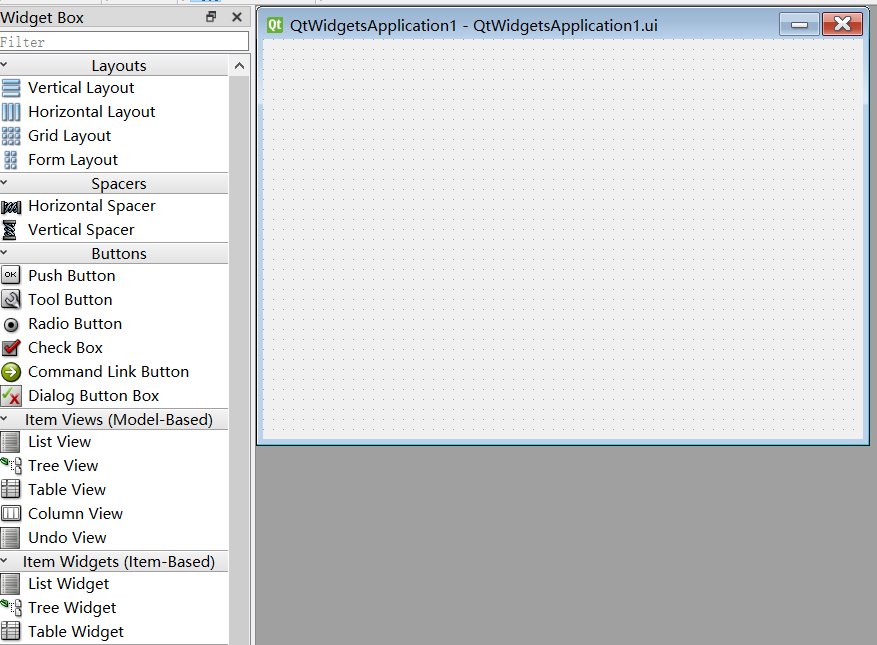 Widget Box
Filter
Layouts
Vertical Layout
Horizontal Layout
Grid Layout
Form Layout
Spacers
Horizontal Spacer
Vertical Spacer
Buttons
OK Push Button
Tool Button
Radio Button
Check Box
Command Link Button
Dialog Button Box
Item Views (Model-Based)
List View
Tree View
Table View
Column View
Undo View
Item Widgets (Item-Based)
List Widget
Tree Widget
Table Widget
Qt QtWidgetsApplication1 - QtWidgetsApplication1.ui